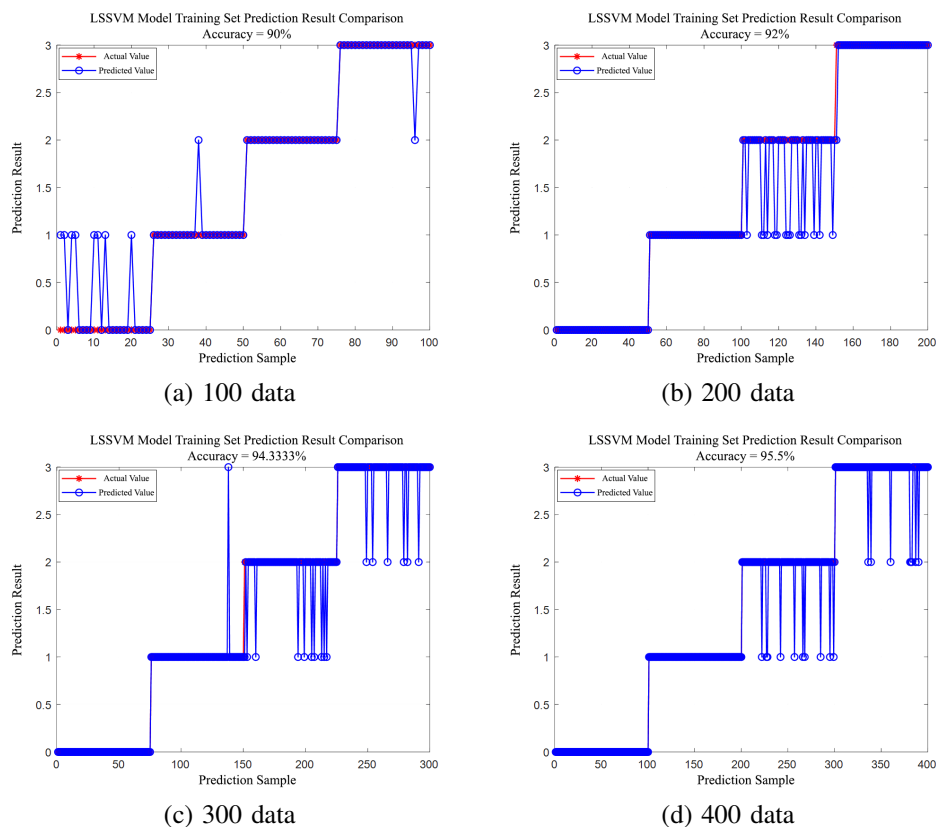 LSSVM Model Training Set Prediction Result Comparison
Accuracy = 90%
3
2.5
2
1.5
1
0.5
0
Prediction Result
Actual Value
Predicted Value
0 10 20 30 40 50 60 70 80 90 100
Prediction Sample
(a) 100 data
LSSVM Model Training Set Prediction Result Comparison
Accuracy = 92%
3
2.5
2
1.5
1
0.5
0
Prediction Result
Actual Value
Predicted Value
0 20 40 60 80 100 120 140 160 180 200
Prediction Sample
(b) 200 data
LSSVM Model Training Set Prediction Result Comparison
Accuracy = 94.3333%
3
2.5
2
1.5
1
0.5
0
Prediction Result
Actual Value
Predicted Value
0 50 100 150 200 250 300
Prediction Sample
(c) 300 data
LSSVM Model Training Set Prediction Result Comparison
Accuracy = 95.5%
3
2.5
2
1.5
1
0.5
0
Prediction Result
Actual Value
Predicted Value
0 50 100 150 200 250 300 350 400
Prediction Sample
(d) 400 data